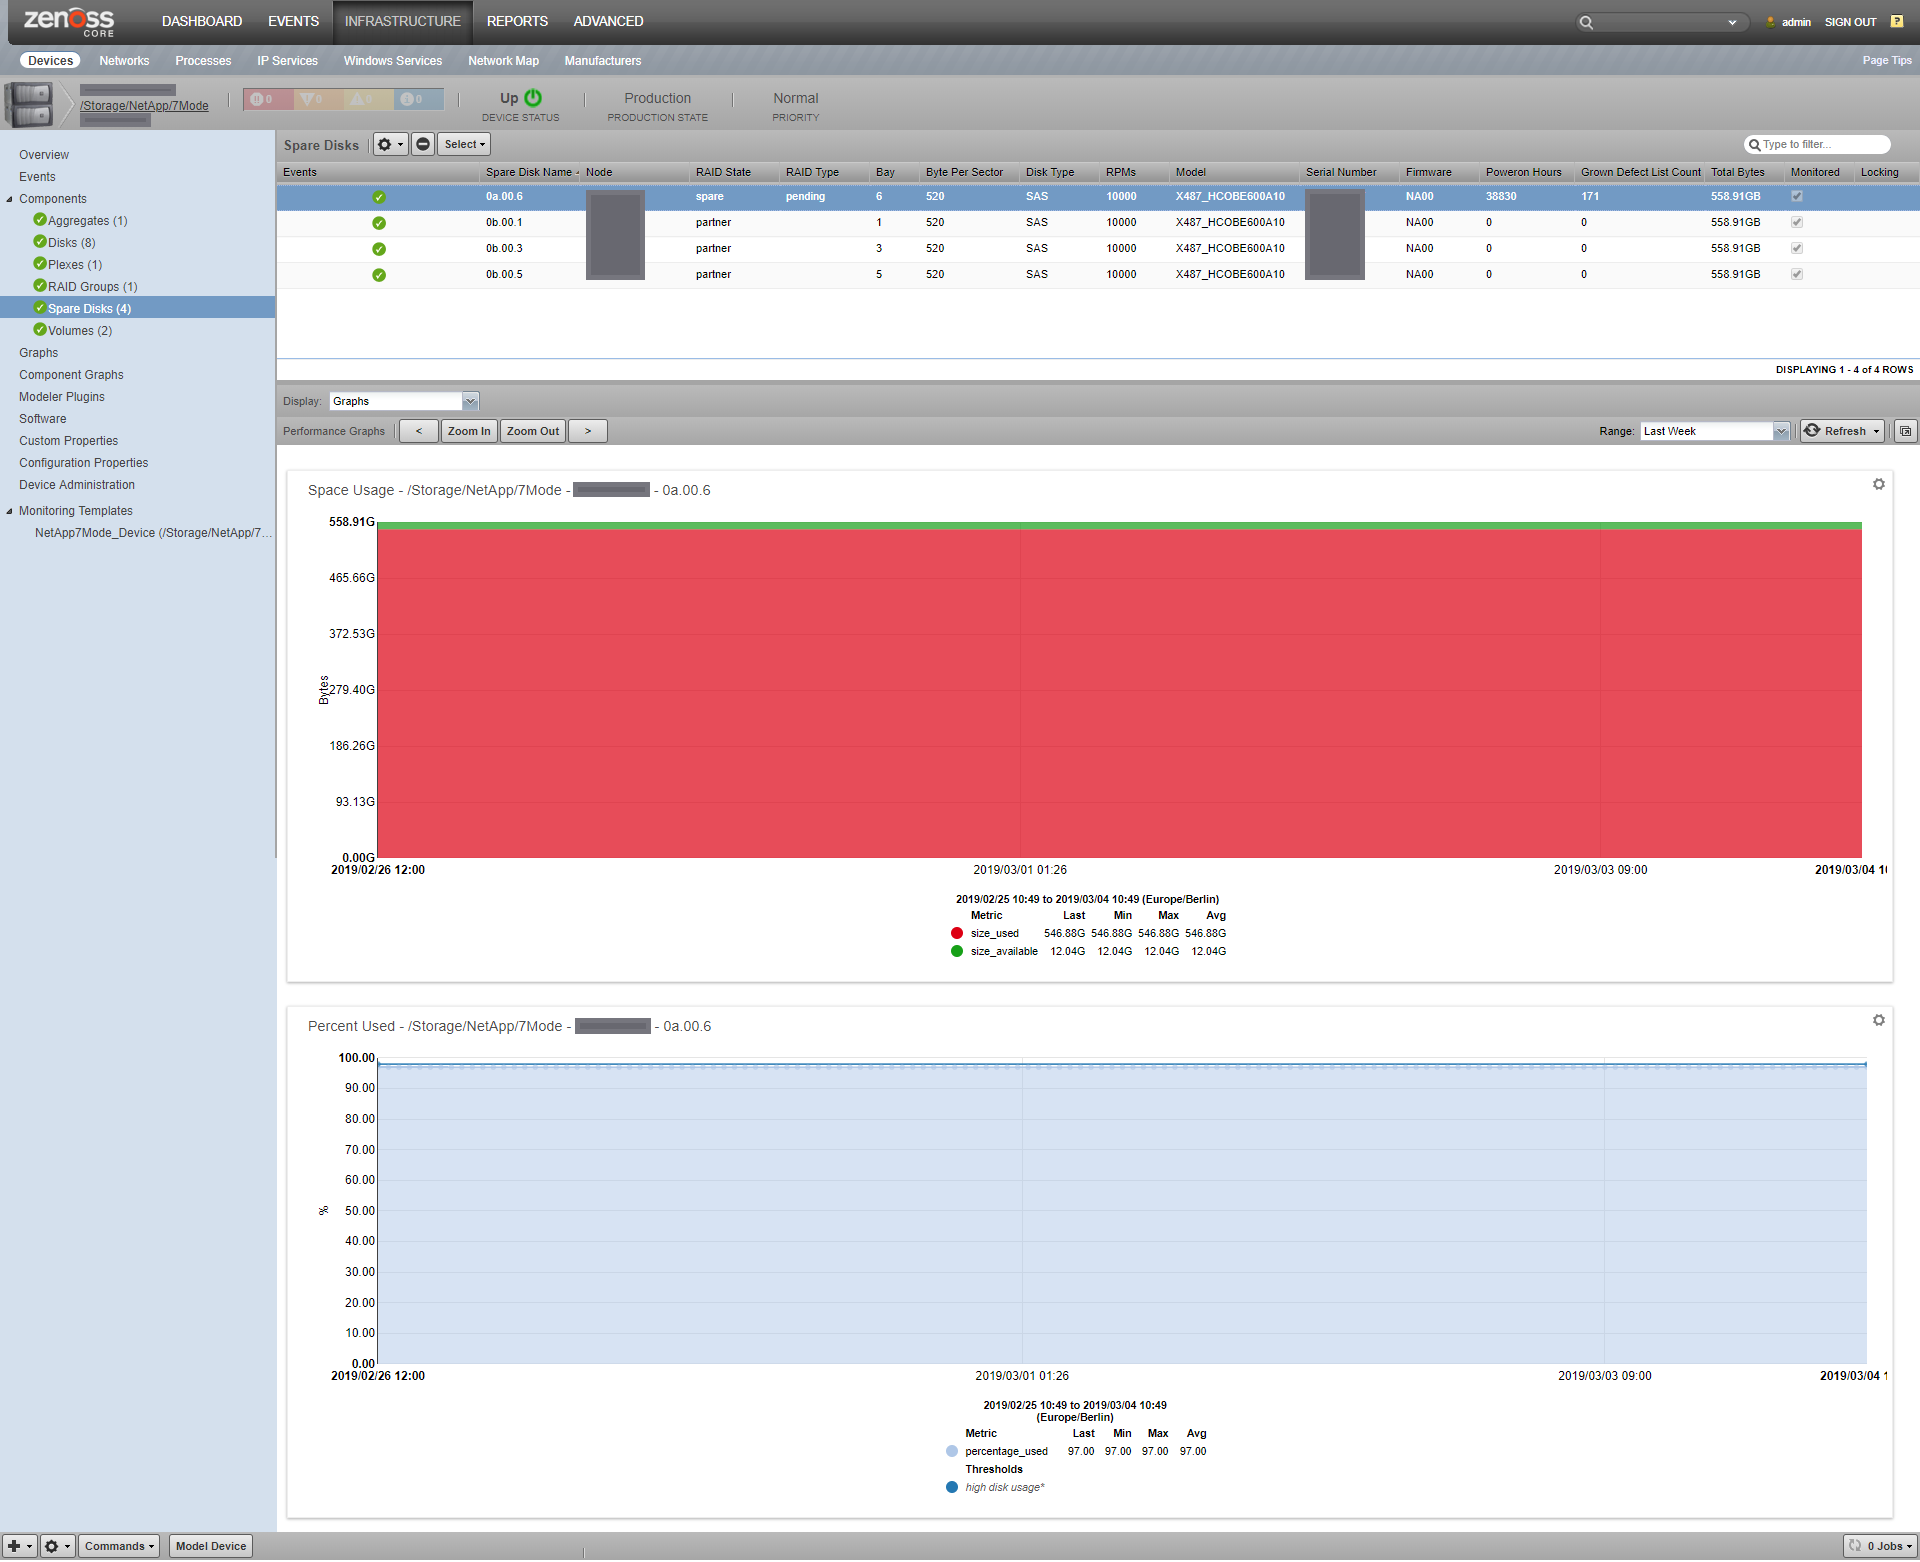 zenoss CORE DASHBOARD EVENTS INFRASTRUCTURE REPORTS ADVANCED admin SIGN OUT ?
Devices Networks Processes IP Services Windows Services Network Map Manufacturers Page Tips
/Storage/NetApp/7Mode
0 0 0 0
Up Production Normal
DEVICE STATUS PRODUCTION STATE PRIORITY
Overview
Events
Components
Aggregates (1)
Disks (8)
Plexes (1)
RAID Groups (1)
Spare Disks (4)
Volumes (2)
Graphs
Component Graphs
Modeler Plugins
Software
Custom Properties
Configuration Properties
Device Administration
Monitoring Templates
NetApp7Mode_Device (/Storage/NetApp/7...
Spare Disks Select Type to filter...
Events Spare Disk Name Node RAID State RAID Type Bay Byte Per Sector Disk Type RPMs Model Serial Number Firmware Poweron Hours Grown Defect List Count Total Bytes Monitored Locking
0a.00.6 spare pending 6 520 SAS 10000 X487_HCOBE600A10 NA00 38830 171 558.91GB
0b.00.1 partner 1 520 SAS 10000 X487_HCOBE600A10 NA00 0 0 558.91GB
0b.00.3 partner 3 520 SAS 10000 X487_HCOBE600A10 NA00 0 0 558.91GB
0b.00.5 partner 5 520 SAS 10000 X487_HCOBE600A10 NA00 0 0 558.91GB
DISPLAYING 1 - 4 of 4 ROWS
Display: Graphs
Performance Graphs < Zoom In Zoom Out > Range: Last Week Refresh
Space Usage - /Storage/NetApp/7Mode - - 0a.00.6
558.91G
465.66G
372.53G
279.40G
186.26G
93.13G
0.00G
Bytes
2019/02/26 12:00 2019/03/01 01:26 2019/03/03 09:00 2019/03/04 1
2019/02/25 10:49 to 2019/03/04 10:49 (Europe/Berlin)
Metric Last Min Max Avg
size_used 546.88G 546.88G 546.88G 546.88G
size_available 12.04G 12.04G 12.04G 12.04G
Percent Used - /Storage/NetApp/7Mode - - 0a.00.6
100.00
90.00
80.00
70.00
60.00
50.00
40.00
30.00
20.00
10.00
0.00
%
2019/02/26 12:00 2019/03/01 01:26 2019/03/03 09:00 2019/03/04 1
2019/02/25 10:49 to 2019/03/04 10:49
(Europe/Berlin)
Metric Last Min Max Avg
percentage_used 97.00 97.00 97.00 97.00
Thresholds
high disk usage*
Commands Model Device 0 Jobs